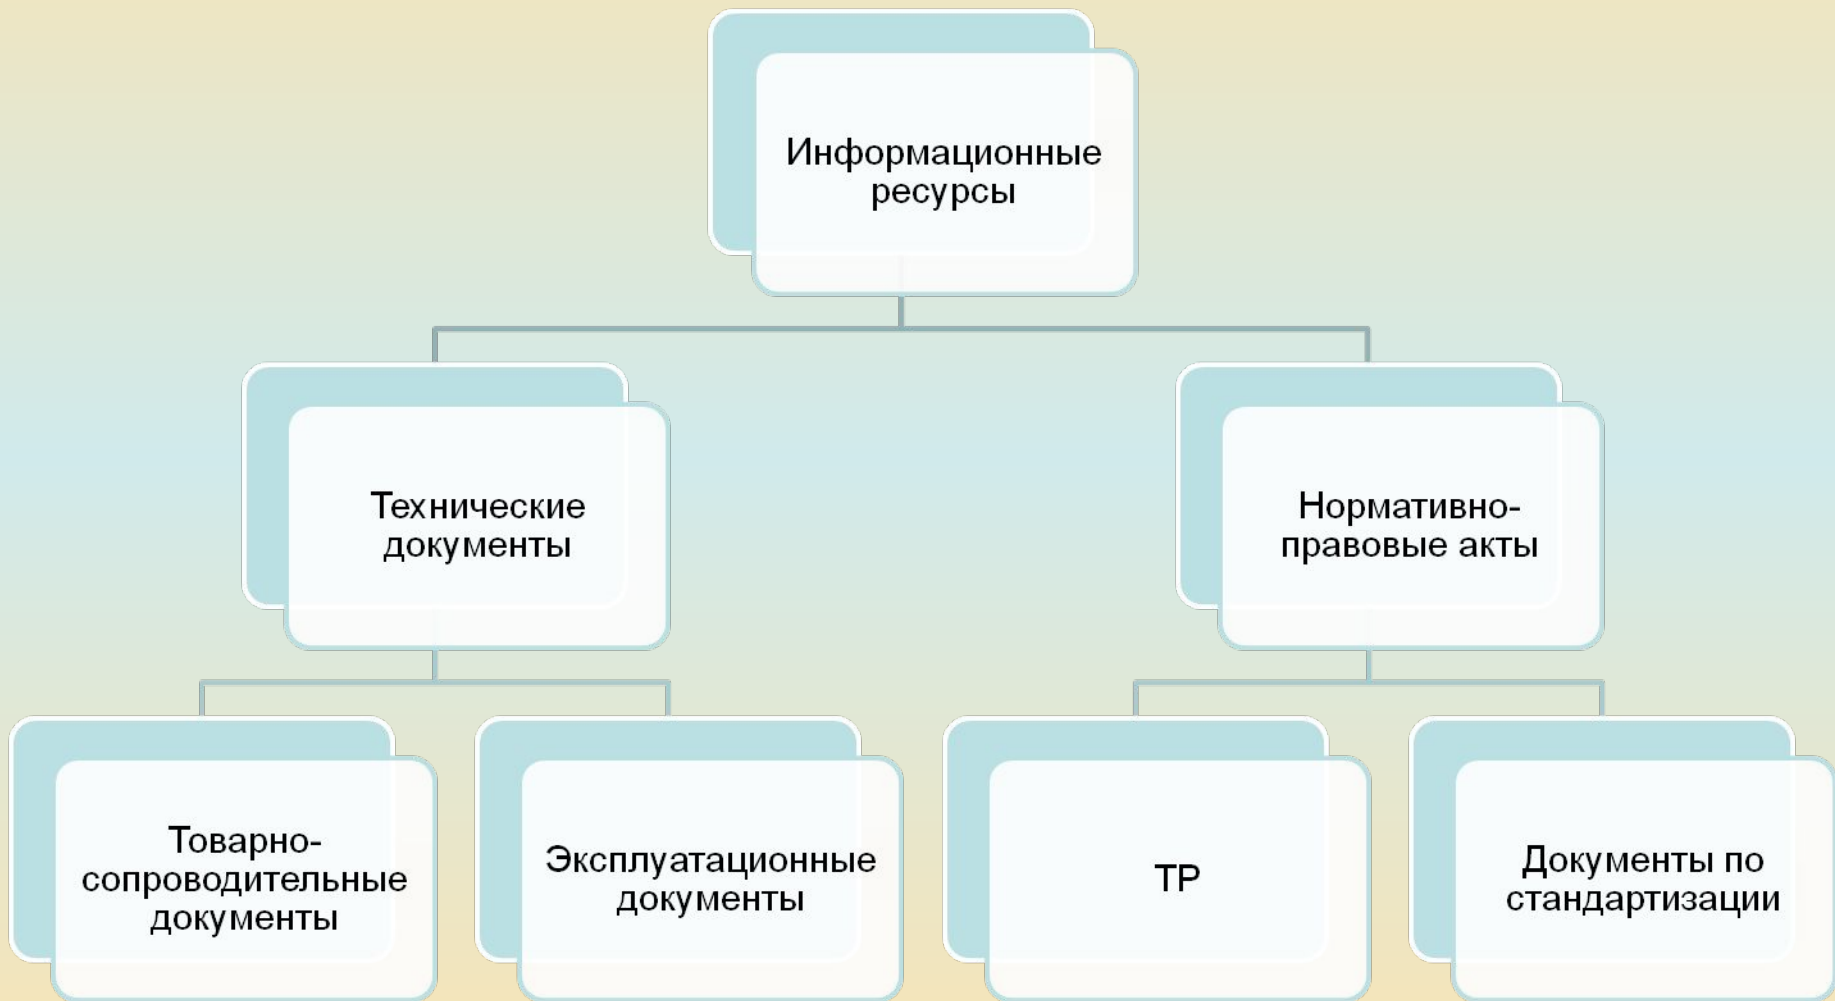 Информационные
ресурсы
Технические
документы
Нормативно-
правовые акты
Товарно-
сопроводительные
документы
Эксплуатационные
документы
ТР
Документы по
стандартизации